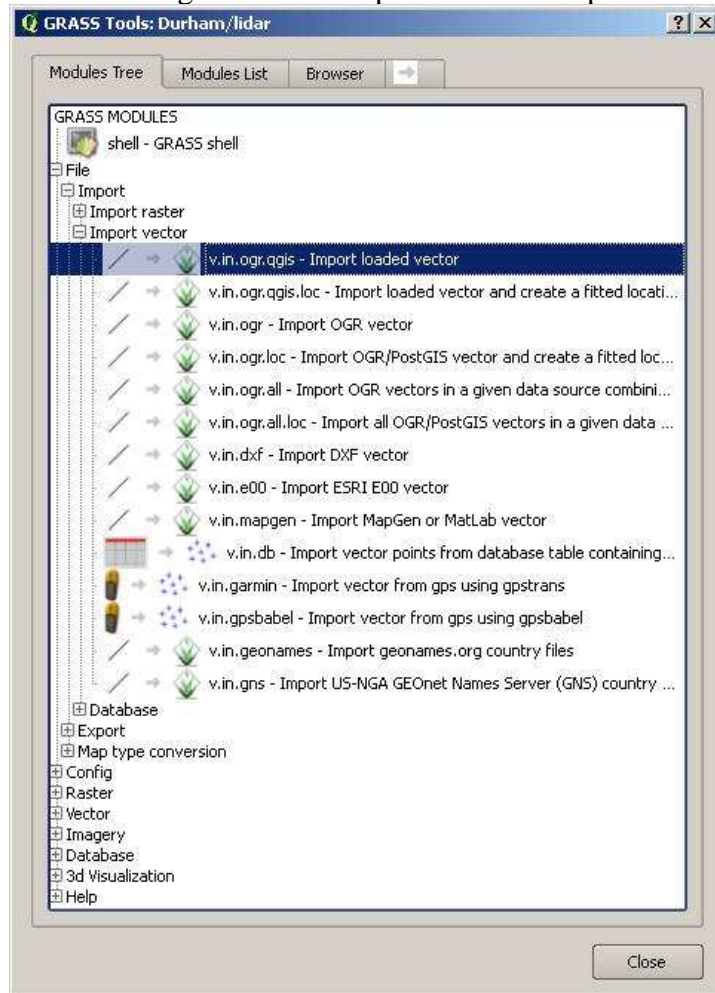 GRASS Tools: Durham/lidar
Modules Tree Modules List Browser
GRASS MODULES
shell - GRASS shell
File
Import
Import raster
Import vector
v.in.ogr.qgis - Import loaded vector
v.in.ogr.qgis.loc - Import loaded vector and create a fitted locati...
v.in.ogr - Import OGR vector
v.in.ogr.loc - Import OGR/PostGIS vector and create a fitted loc...
v.in.ogr.all - Import OGR vectors in a given data source combini...
v.in.ogr.all.loc - Import all OGR/PostGIS vectors in a given data ...
v.in.dxf - Import DXF vector
v.in.e00 - Import ESRI E00 vector
v.in.mapgen - Import MapGen or MatLab vector
v.in.db - Import vector points from database table containing...
v.in.garmin - Import vector from gps using gpstrans
v.in.gpsbabel - Import vector from gps using gpsbabel
v.in.geonames - Import geonames.org country files
v.in.gns - Import US-NGA GEOnet Names Server (GNS) country ...
Database
Export
Map type conversion
Config
Raster
Vector
Imagery
Database
3d Visualization
Help
Close